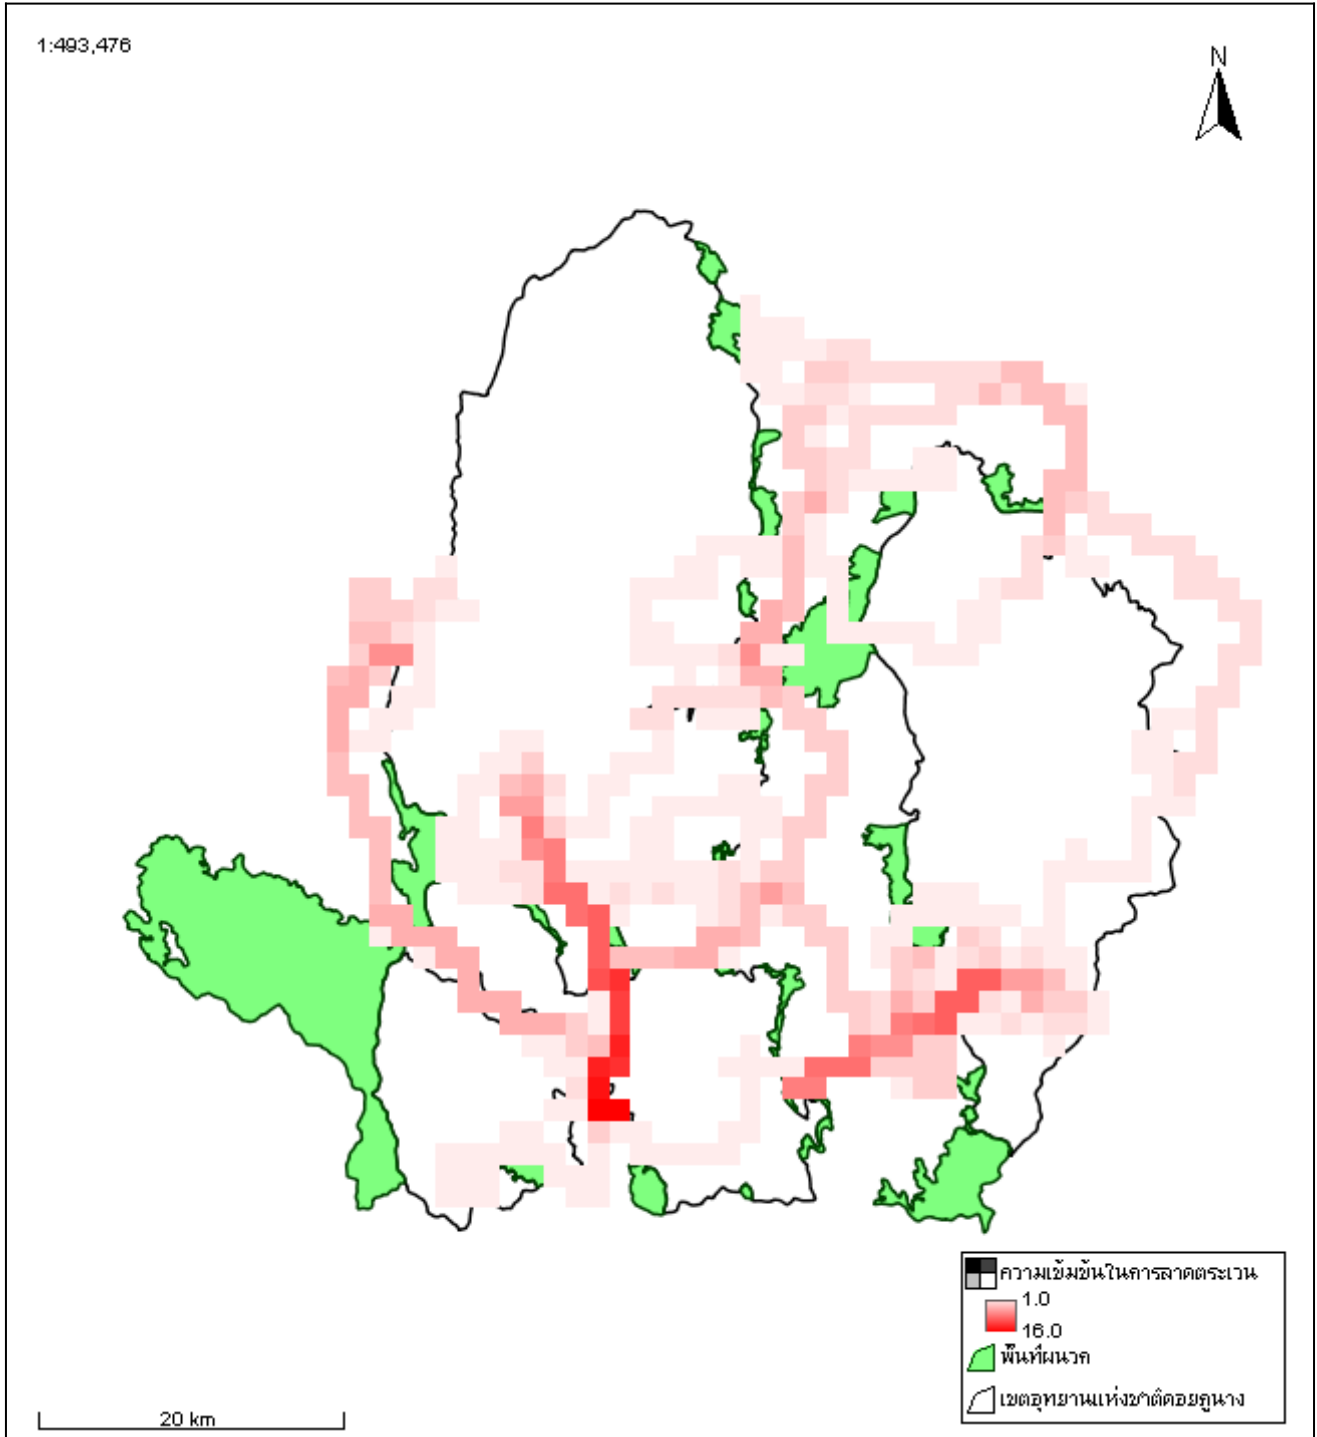 1:493,476
N
ความเข้มข้นในการลาดตระเวน
1.0
16.0
พื้นที่ผนวก
เขตอุทยานแห่งชาติดอยภูนาง
20 km